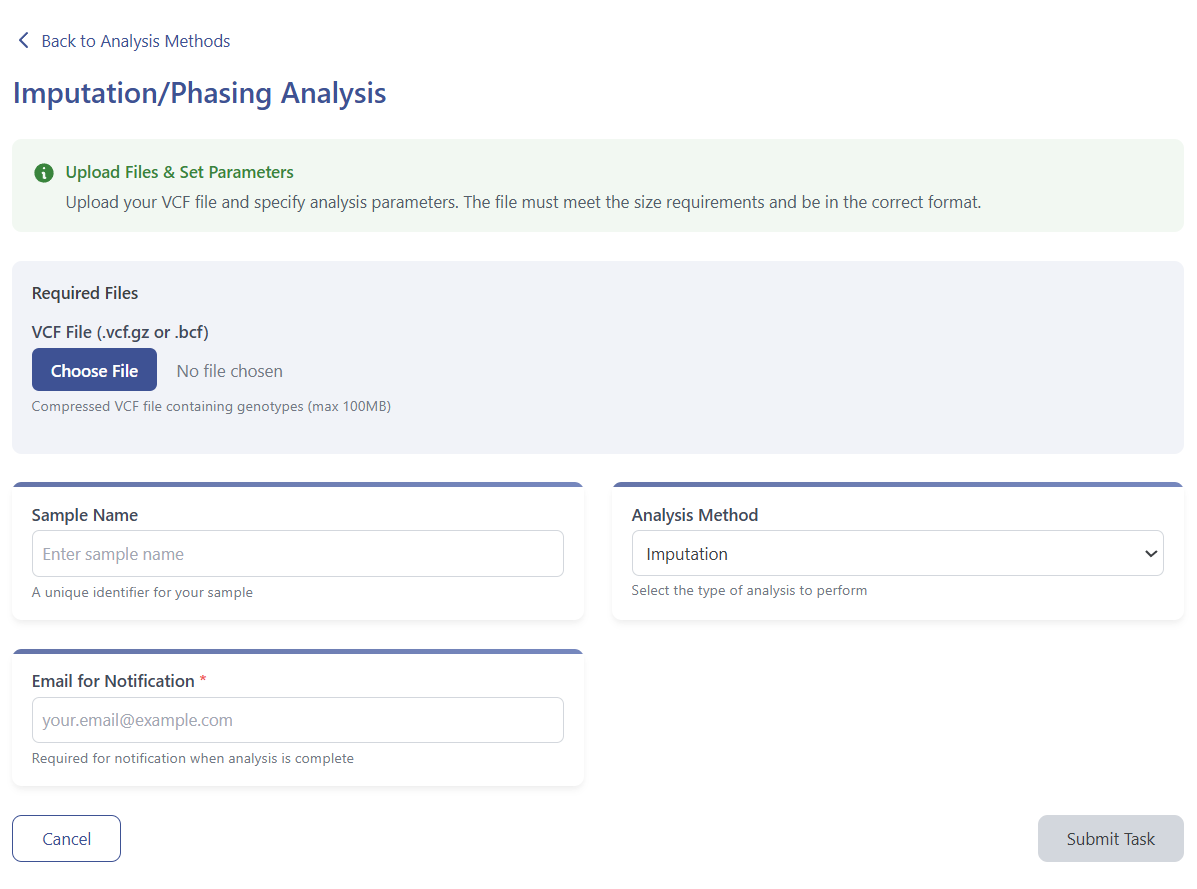 Back to Analysis Methods
Imputation/Phasing Analysis
Upload Files & Set Parameters
Upload your VCF file and specify analysis parameters. The file must meet the size requirements and be in the correct format.
Required Files
VCF File (.vcf.gz or .bcf)
Choose File No file chosen
Compressed VCF file containing genotypes (max 100MB)
Sample Name
Enter sample name
A unique identifier for your sample
Analysis Method
Imputation
Select the type of analysis to perform
Email for Notification *
your.email@example.com
Required for notification when analysis is complete
Cancel
Submit Task